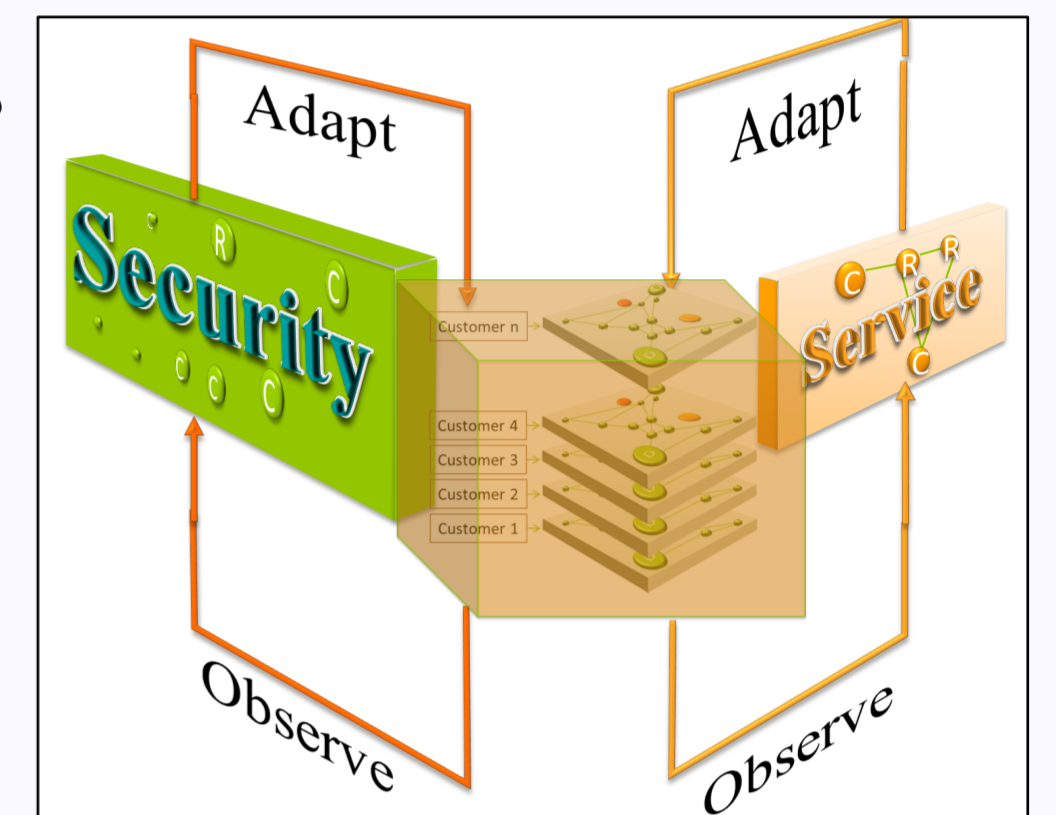 Adapt
Adapt
Security
R
C
C
C
C
Service
C
R
R
C
Customer n
Customer 4
Customer 3
Customer 2
Customer 1
Observe
Observe